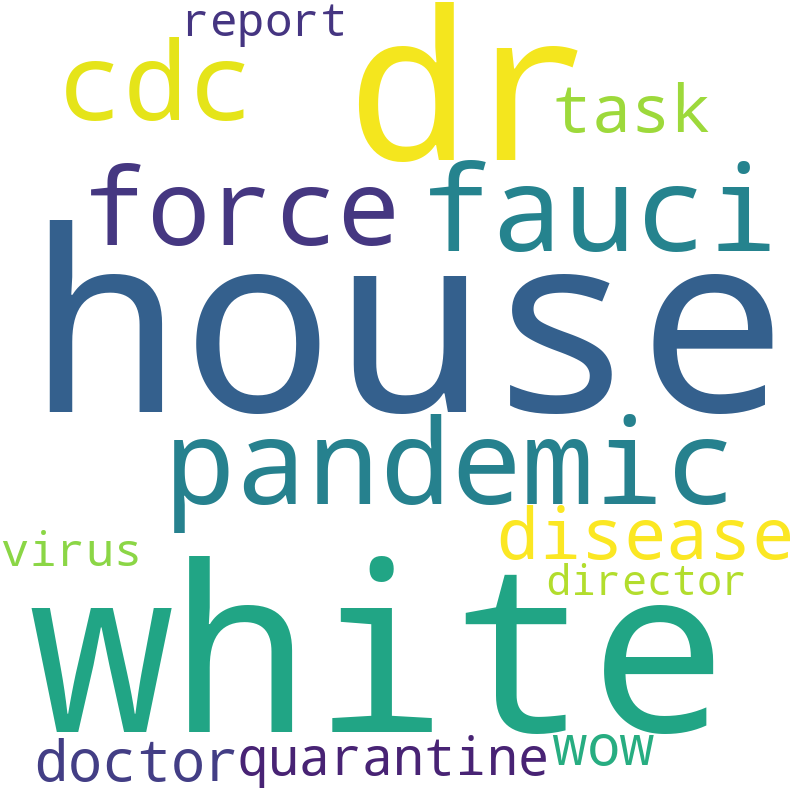 report
cdc dr
task
force fauci
house
pandemic
virus disease
director
white
doctor quarantine wow